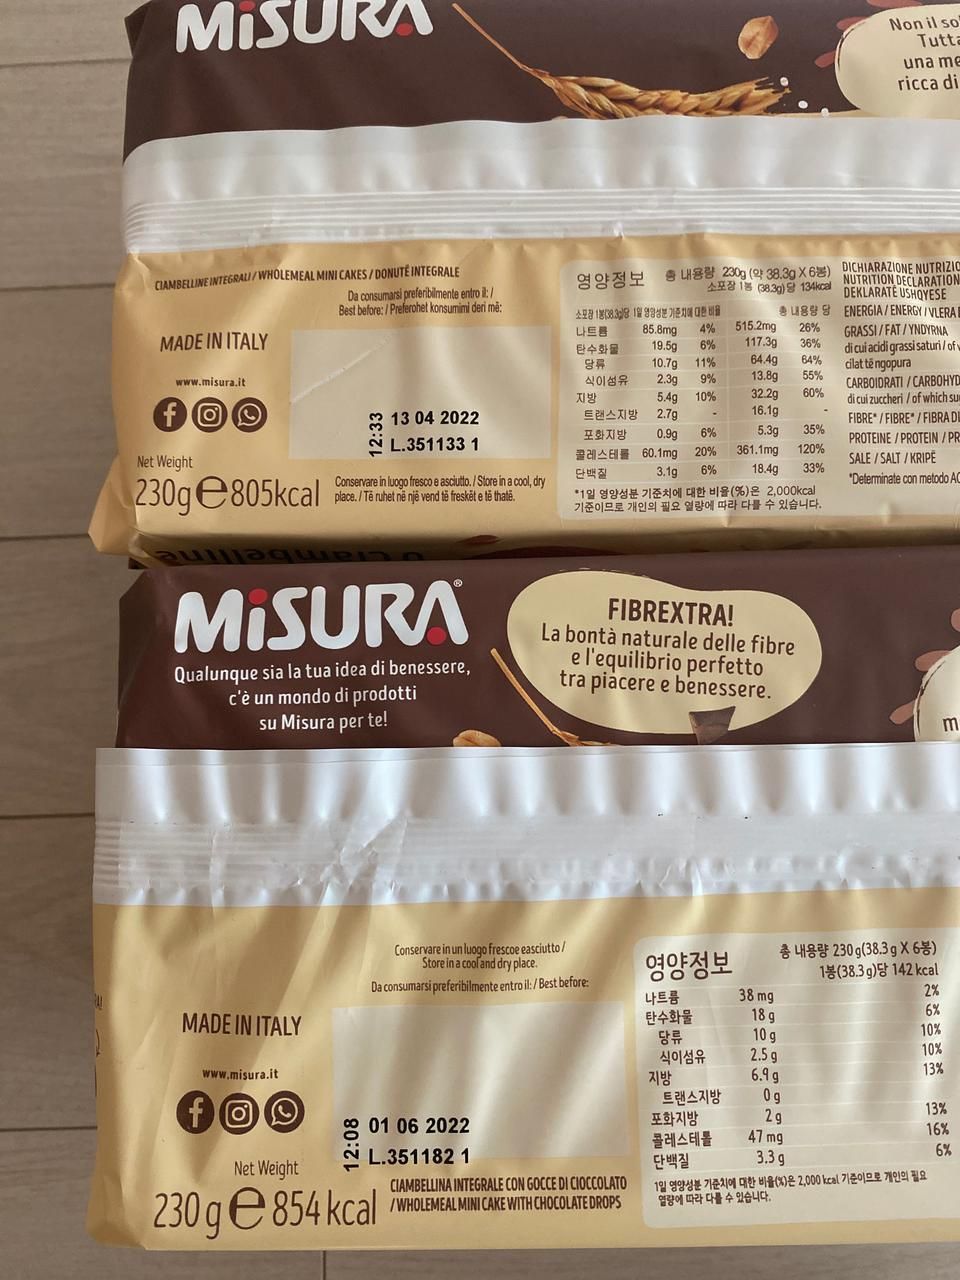 MiSURA
Non il
Tutta
una
ricca di
CIAMBELLINE INTEGRALI / WHOLEMEAL MINI CAKES / DONUTË INTEGRALE
Da consumarsi preferibilmente entro il: /
Best before: / Preferohet konsumimi deri më:
MADE IN ITALY
www.misura.it
12:33
13 04 2022
L.351133 1
Net Weight
230g e 805kcal
Conservare in luogo fresco e asciutto. / Store in a cool, dry
place. / Të ruhet në një vend të freskët e të thatë.
영양정보
총 내용량 230g (약 38.3g X 6봉)
소포장 1봉 (38.3g)당 134kcal
소포장 1봉(38.3g)당 1일 영양성분 기준치에 대한 비율 총 내용량 당
나트륨 85.8mg 4% 515.2mg 26%
탄수화물 19.5g 6% 117.3g 36%
당류 10.7g 11% 64.4g 64%
식이섬유 2.3g 9% 13.8g 55%
지방 5.4g 10% 32.2g 60%
트랜스지방 2.7g - 16.1g -
포화지방 0.9g 6% 5.3g 35%
콜레스테롤 60.1mg 20% 361.1mg 120%
단백질 3.1g 6% 18.4g 33%
*1일 영양성분 기준치에 대한 비율(%)은 2,000kcal
기준이므로 개인의 필요 열량에 따라 다를 수 있습니다.
DICHIARAZIONE
NUTRITION DECLARATION
DEKLARATË USHQYESE
ENERGIA / ENERGY / VLERA
GRASSI / FAT / YNDYRNA
di cui acidi grassi saturi / of
cilat të ngopura
CARBOIDRATI /
di cui zuccheri / of which
FIBRE* / FIBRE* / FIBRA
PROTEINE / PROTEIN /
SALE / SALT / KRIPË
*Determinate con metodo
MiSURA®
Qualunque sia la tua idea di benessere,
c'è un mondo di prodotti
su Misura per te!
FIBREXTRA!
La bontà naturale delle fibre
e l'equilibrio perfetto
tra piacere e benessere.
Conservare in un luogo fresco e asciutto /
Store in a cool and dry place.
Da consumarsi preferibilmente entro il: / Best before:
MADE IN ITALY
www.misura.it
12:08
01 06 2022
L.351182 1
Net Weight
230 g e 854 kcal
CIAMBELLINA INTEGRALE CON GOCCE DI CIOCCOLATO
/ WHOLEMEAL MINI CAKE WITH CHOCOLATE DROPS
영양정보
총 내용량 230 g(38.3 g X 6봉)
1봉(38.3 g)당 142 kcal
나트륨 38 mg 2%
탄수화물 18 g 6%
당류 10 g 10%
식이섬유 2.5 g 10%
지방 6.9 g 13%
트랜스지방 0 g
포화지방 2 g 13%
콜레스테롤 47 mg 16%
단백질 3.3 g 6%
1일 영양성분 기준치에 대한 비율(%)은 2,000 kcal 기준이므로 개인의 필요
열량에 따라 다를 수 있습니다.